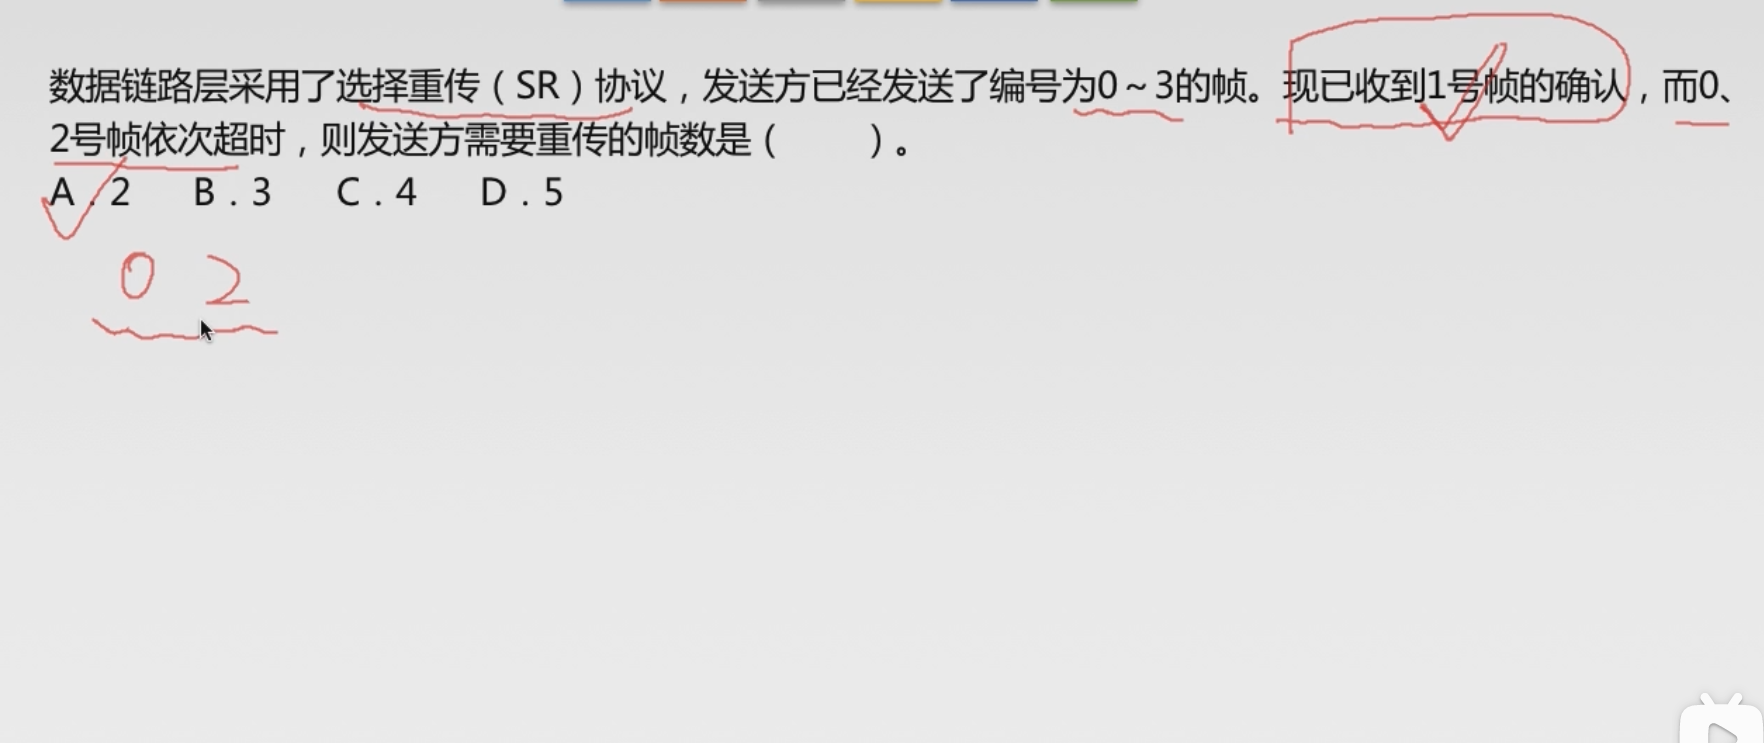 数据链路层采用了选择重传（SR）协议，发送方已经发送了编号为0～3的帧。现已收到1号帧的确认，而0、
2号帧依次超时，则发送方需要重传的帧数是（　　）。
A．2　B．3　C．4　D．5
0 2